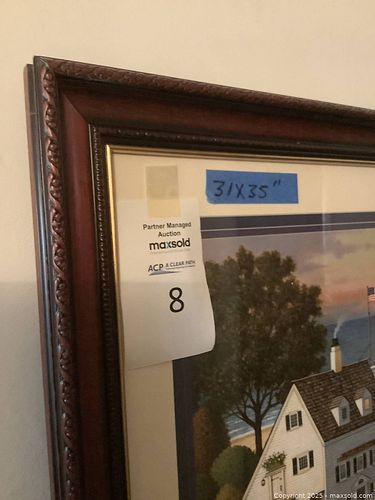 31X35"
Partner Managed
Auction
maxsold
ACP A CLEAR PATH
8
Copyright 2025 - maxsold.com